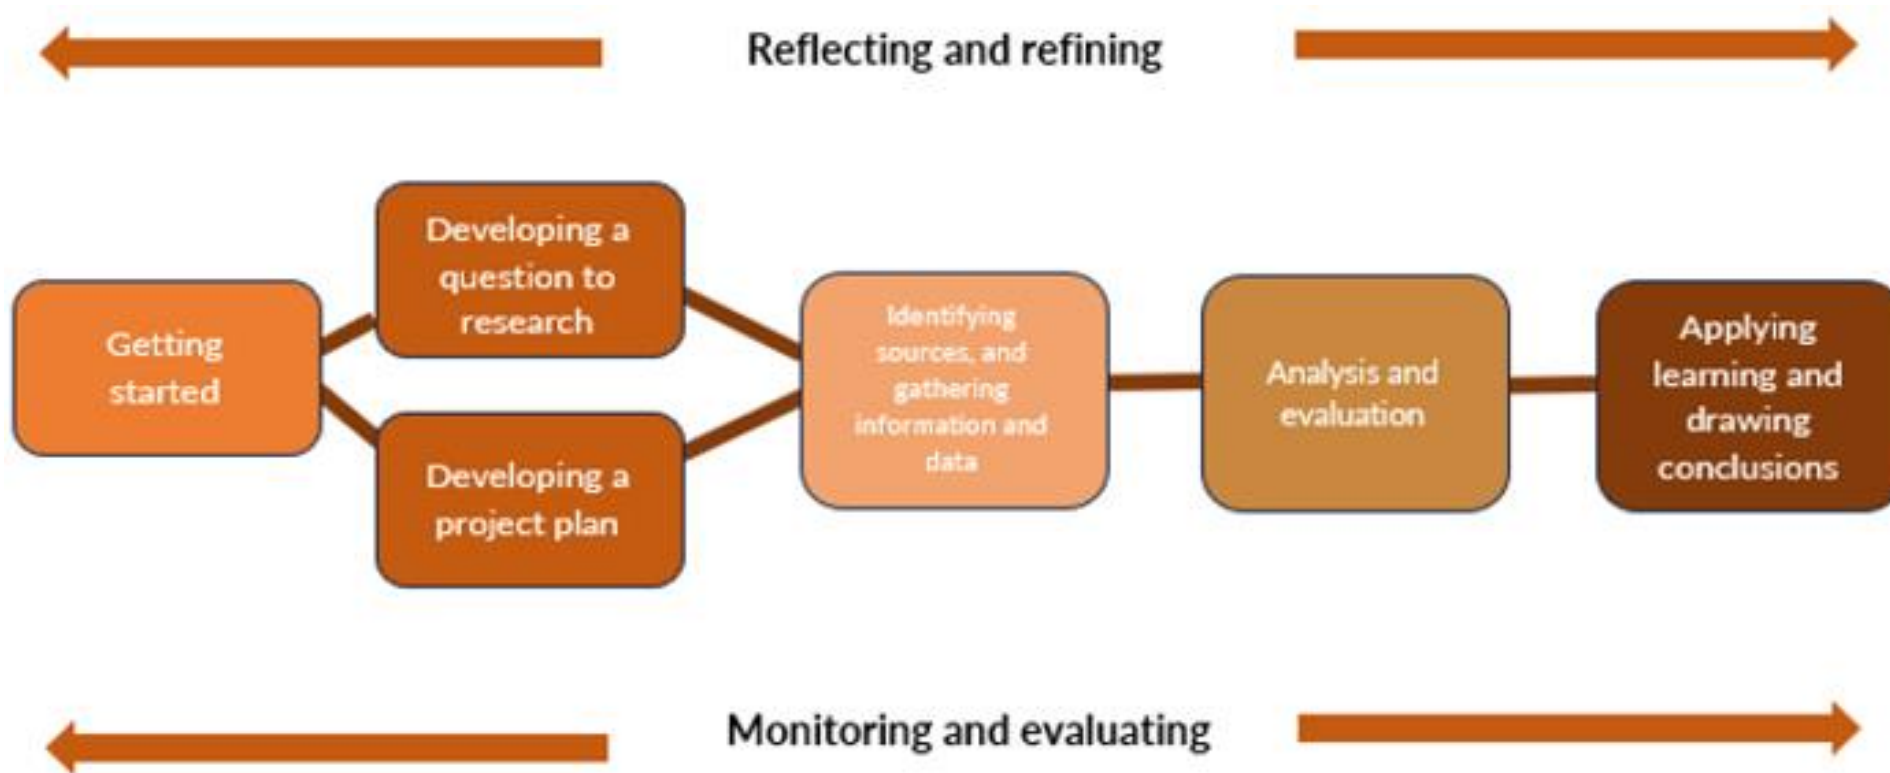 Reflecting and refining
Getting
started
Developing a
question to
research
Developing a
project plan
Identifying
sources, and
gathering
information and
data
Analysis and
evaluation
Applying
learning and
drawing
conclusions
Monitoring and evaluating